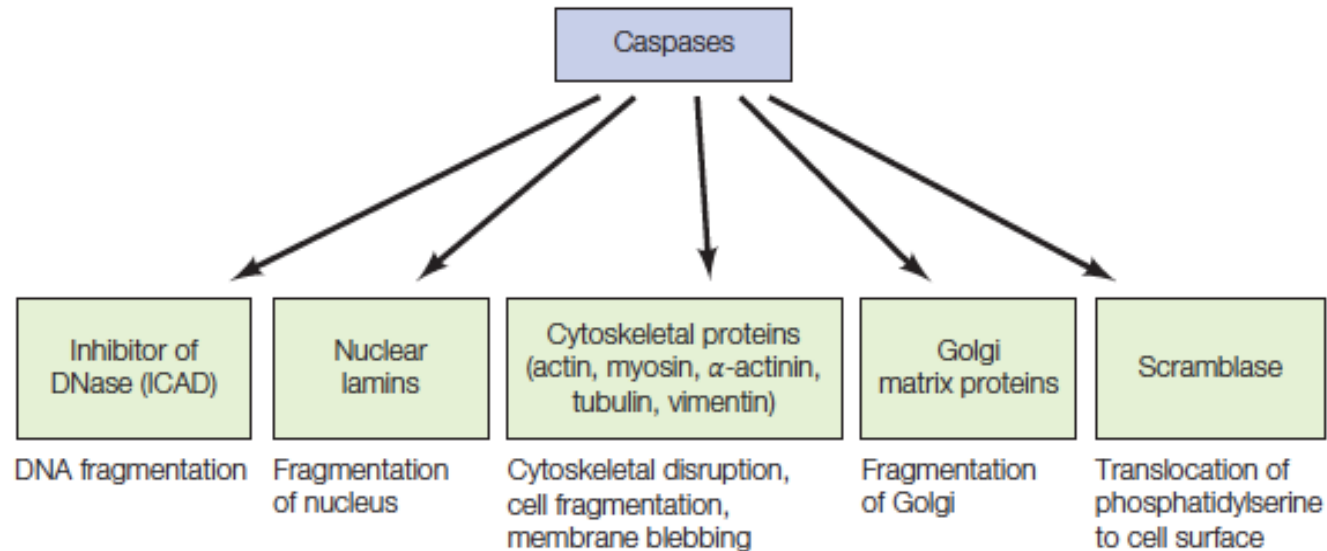 Caspases
Inhibitor of
DNase (ICAD)
Nuclear
lamins
Cytoskeletal proteins
(actin, myosin, α-actinin,
tubulin, vimentin)
Golgi
matrix proteins
Scramblase
DNA fragmentation
Fragmentation
of nucleus
Cytoskeletal disruption,
cell fragmentation,
membrane blebbing
Fragmentation
of Golgi
Translocation of
phosphatidylserine
to cell surface